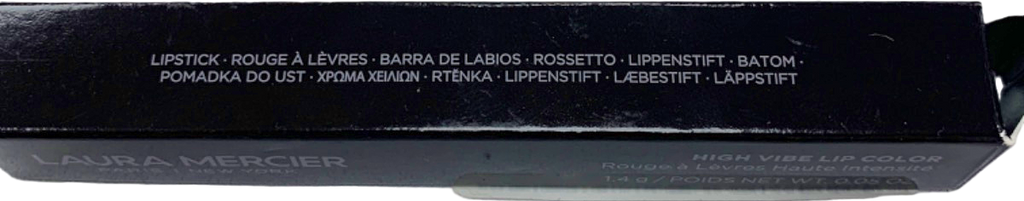 LIPSTICK · ROUGE À LÈVRES · BARRA DE LABIOS · ROSSETTO · LIPPENSTIFT · BATOM ·
POMADKA DO UST · ΧΡΩΜΑ ΧΕΙΛΙΩΝ · RTĚNKA · LIPPENSTIFT · LÆBESTIFT · LÄPPSTIFT
LAURA MERCIER
PARIS | NEW YORK
HIGH VIBE LIP COLOR
Rouge à Lèvres Haute Intensité
1.4 g / POIDS NET WT. 0.05 Oz